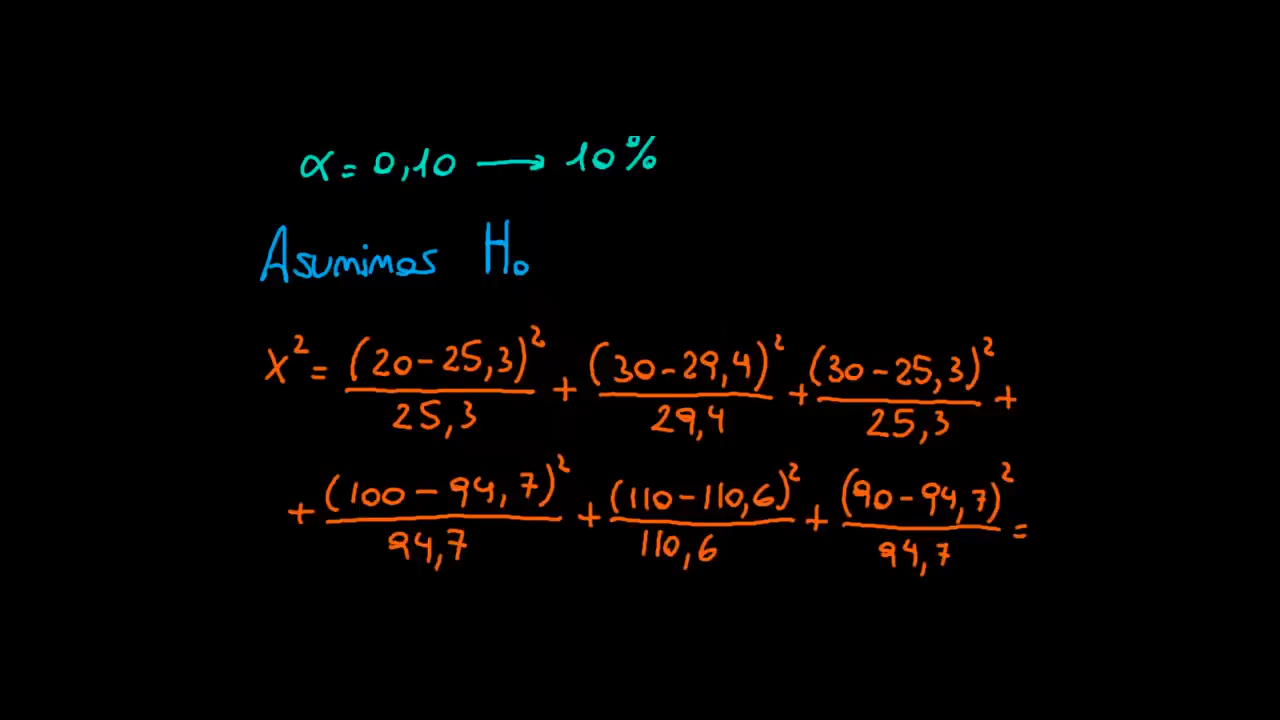 α = 0,10 → 10%
Asumimos H₀
X² = (20 - 25,3)²/25,3 + (30 - 29,4)²/29,4 + (30 - 25,3)²/25,3 +
+ (100 - 94,7)²/94,7 + (110 - 110,6)²/110,6 + (90 - 94,7)²/94,7 =